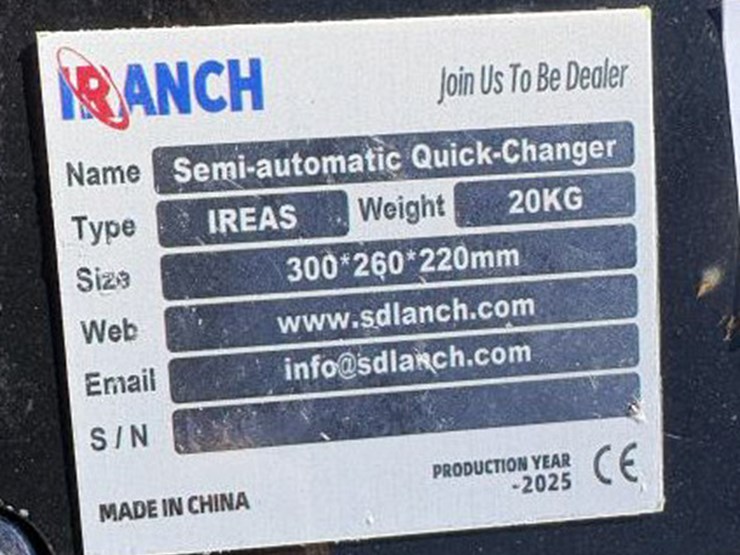 IRANCH
Join Us To Be Dealer
Name Semi-automatic Quick-Changer
Type IREAS Weight 20KG
Size 300*260*220mm
Web www.sdlanch.com
Email info@sdlanch.com
S/N
MADE IN CHINA
PRODUCTION YEAR
-2025
CE